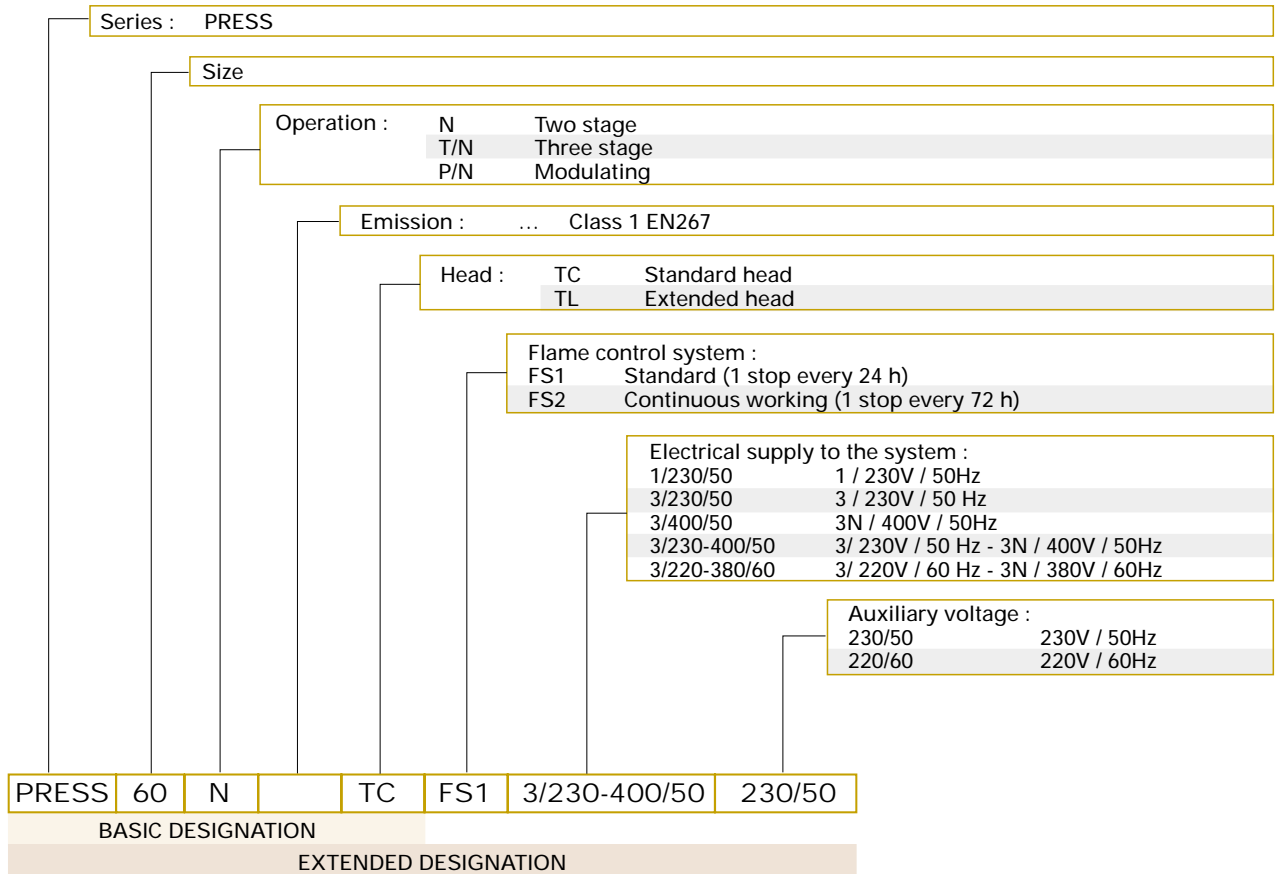 Series : PRESS
Size
Operation : N Two stage
T/N Three stage
P/N Modulating
Emission : ... Class 1 EN267
Head : TC Standard head
TL Extended head
Flame control system :
FS1 Standard (1 stop every 24 h)
FS2 Continuous working (1 stop every 72 h)
Electrical supply to the system :
1/230/50 1 / 230V / 50Hz
3/230/50 3 / 230V / 50 Hz
3/400/50 3N / 400V / 50Hz
3/230-400/50 3/ 230V / 50 Hz - 3N / 400V / 50Hz
3/220-380/60 3/ 220V / 60 Hz - 3N / 380V / 60Hz
Auxiliary voltage :
230/50 230V / 50Hz
220/60 220V / 60Hz
PRESS 60 N TC FS1 3/230-400/50 230/50
BASIC DESIGNATION
EXTENDED DESIGNATION